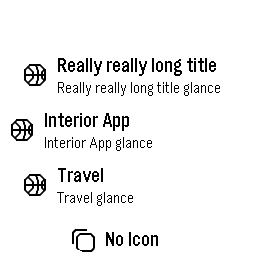 Really really long title
Really really long title glance
Interior App
Interior App glance
Travel
Travel glance
No Icon